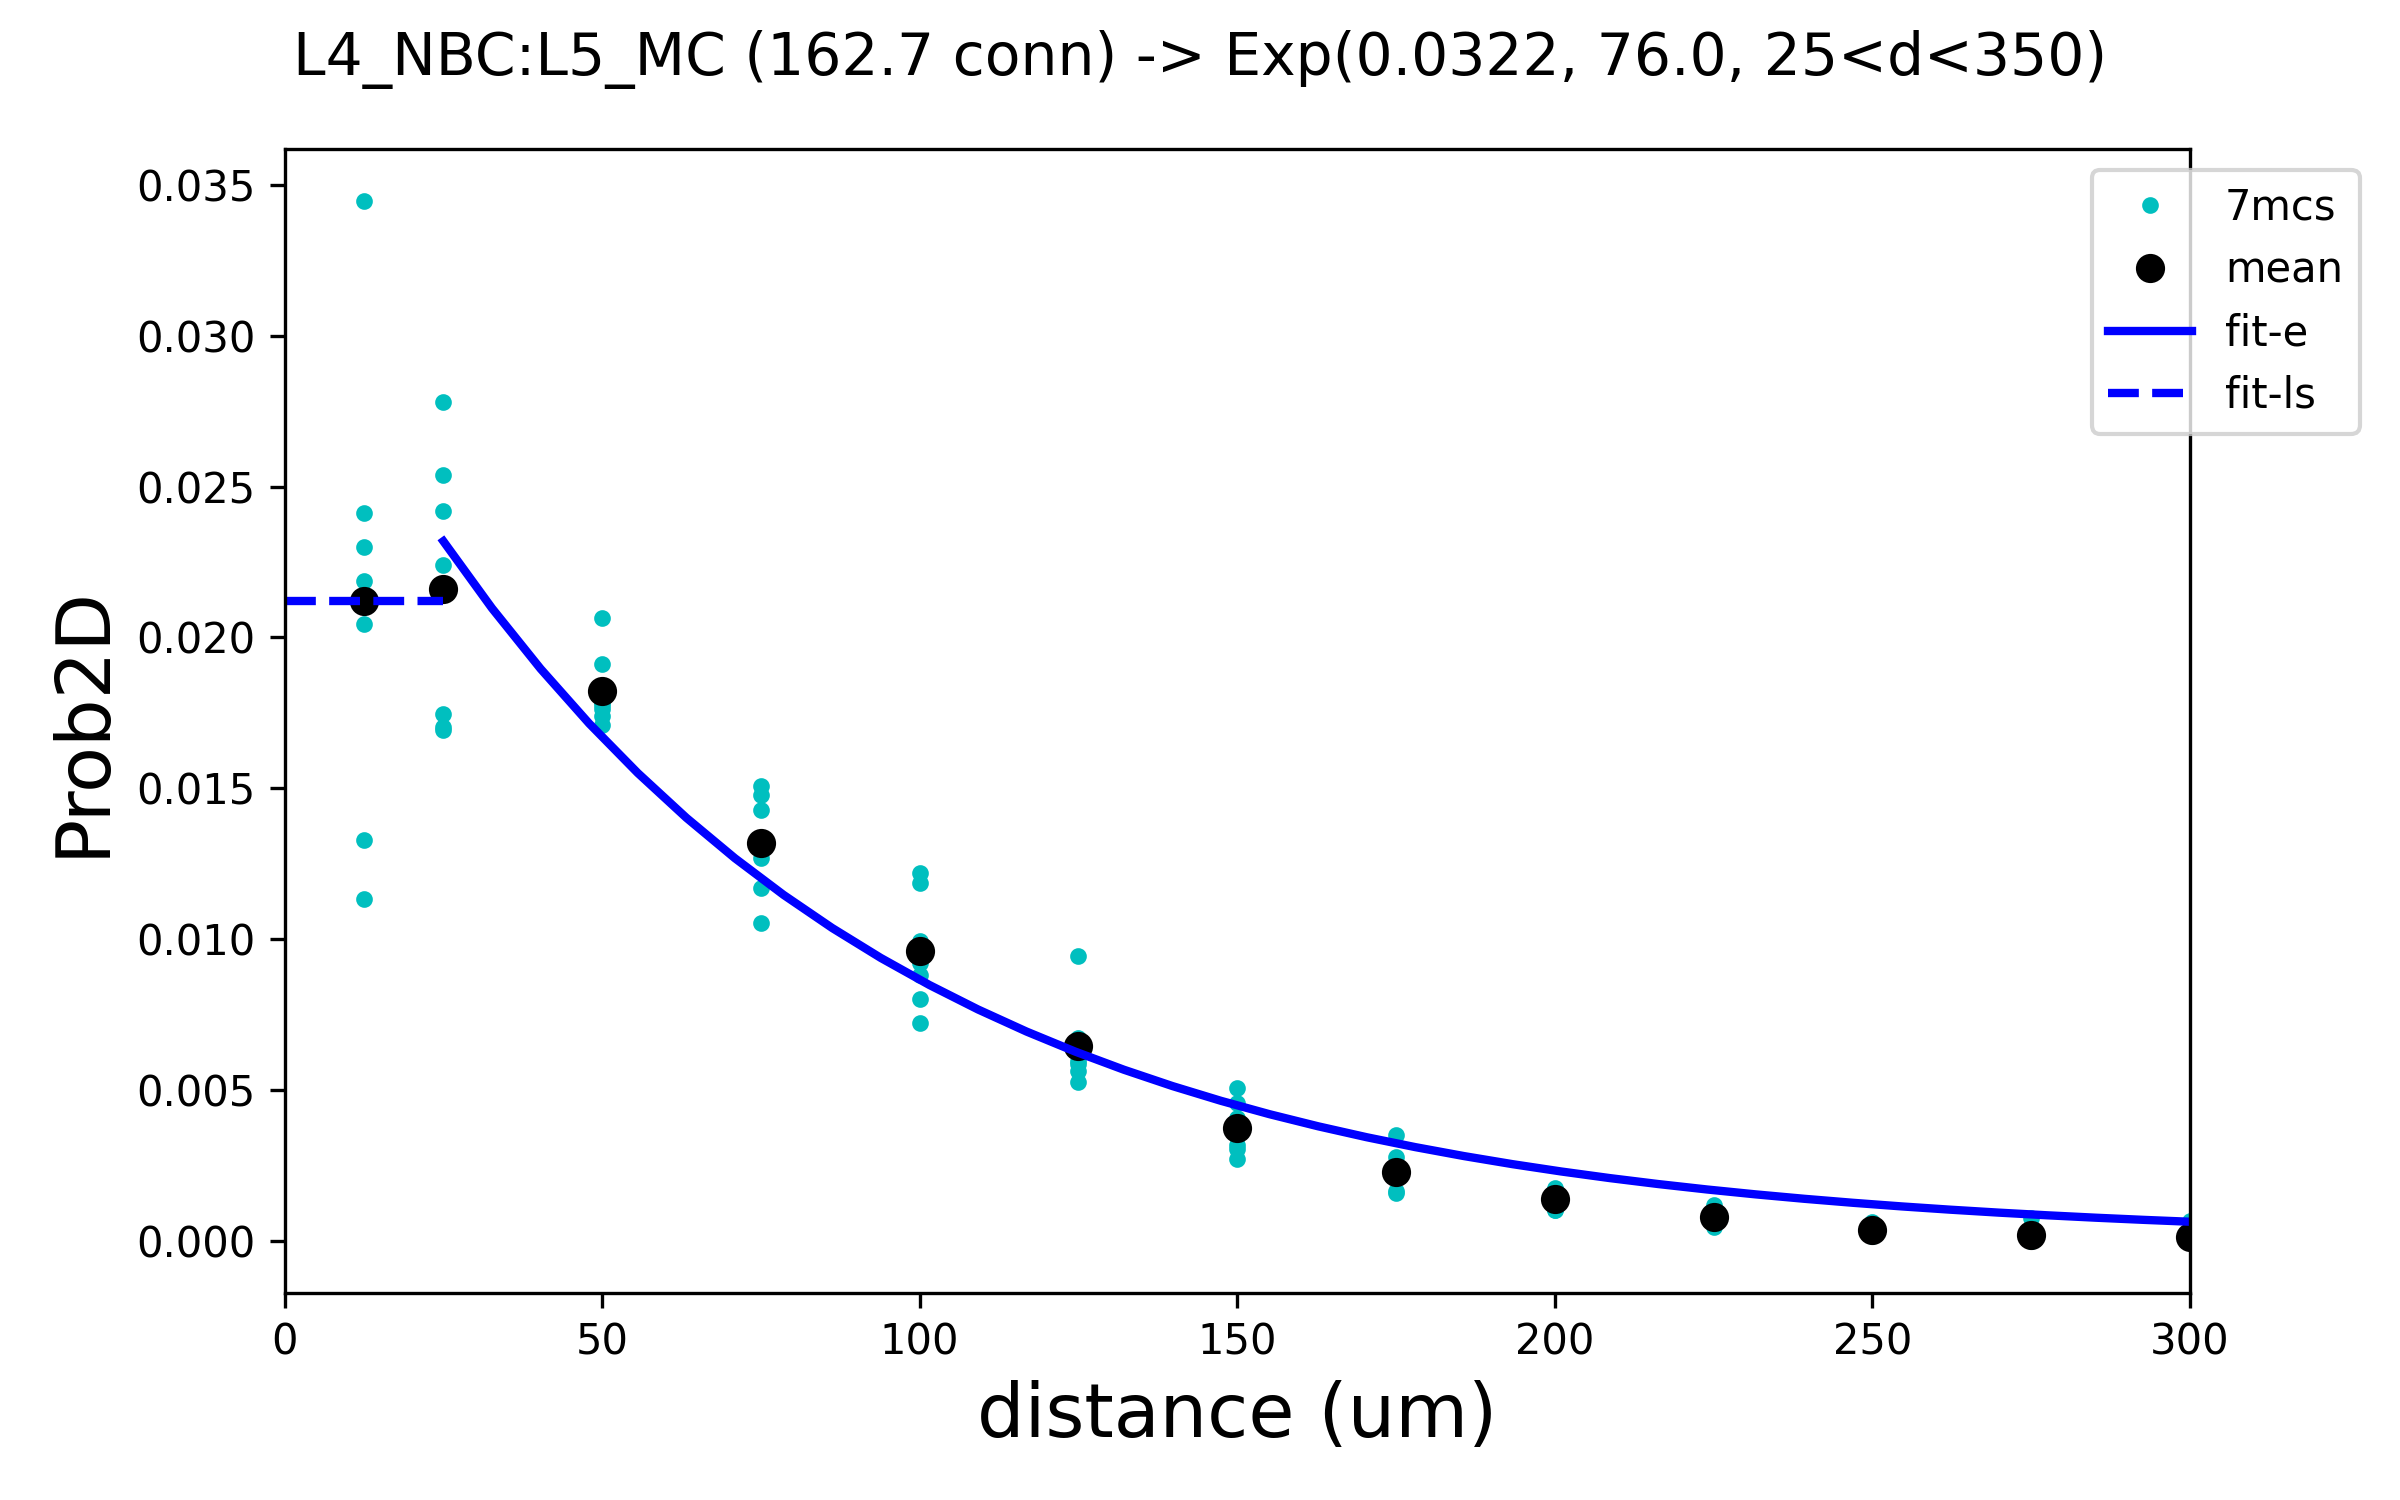 L4_NBC:L5_MC (162.7 conn) -> Exp(0.0322, 76.0, 25<d<350)
0.035
0.030
0.025
0.020
0.015
0.010
0.005
0.000
Prob2D
7mcs
mean
fit-e
fit-ls
0 50 100 150 200 250 300
distance (um)